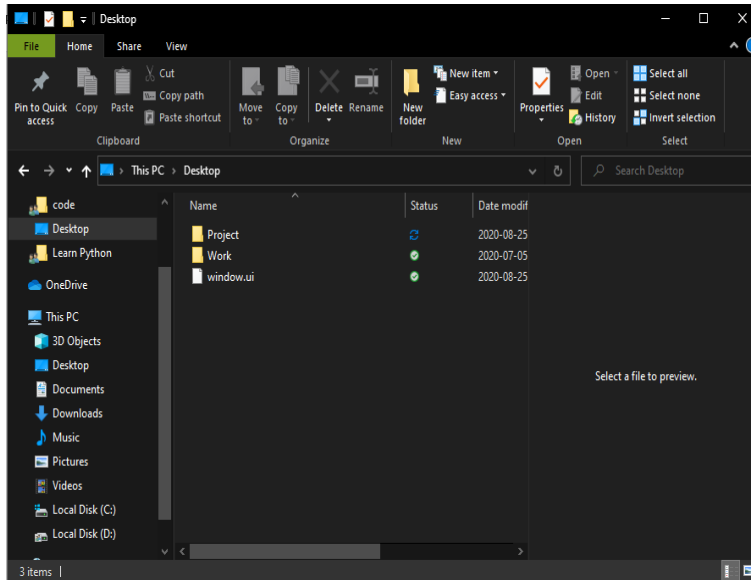 Desktop
File Home Share View
Pin to Quick access
Copy
Paste
Cut
Copy path
Paste shortcut
Move to
Copy to
Delete
Rename
New folder
New item
Easy access
Properties
Open
Edit
History
Select all
Select none
Invert selection
Clipboard Organize New Open Select
This PC > Desktop
Search Desktop
code
Desktop
Learn Python
OneDrive
This PC
3D Objects
Desktop
Documents
Downloads
Music
Pictures
Videos
Local Disk (C:)
Local Disk (D:)
Name Status Date modif
Project 2020-08-25
Work 2020-07-05
window.ui 2020-08-25
Select a file to preview.
3 items